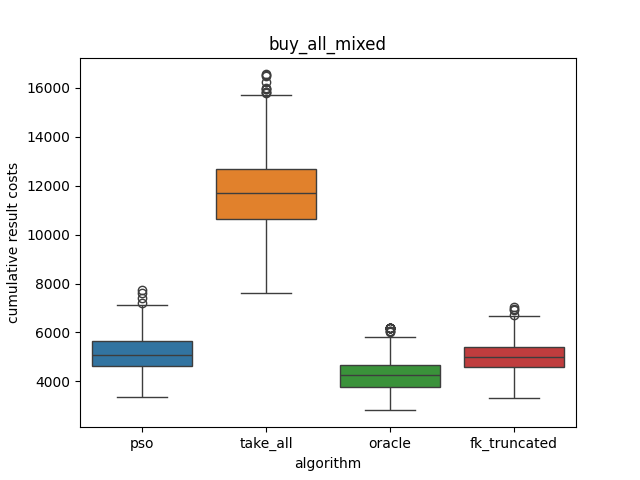 buy_all_mixed
cumulative result costs
16000
14000
12000
10000
8000
6000
4000
pso
take_all
oracle
fk_truncated
algorithm